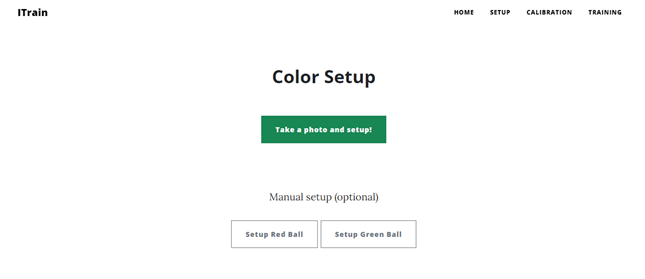 ITrain HOME SETUP CALIBRATION TRAINING
Color Setup
Take a photo and setup!
Manual setup (optional)
Setup Red Ball Setup Green Ball